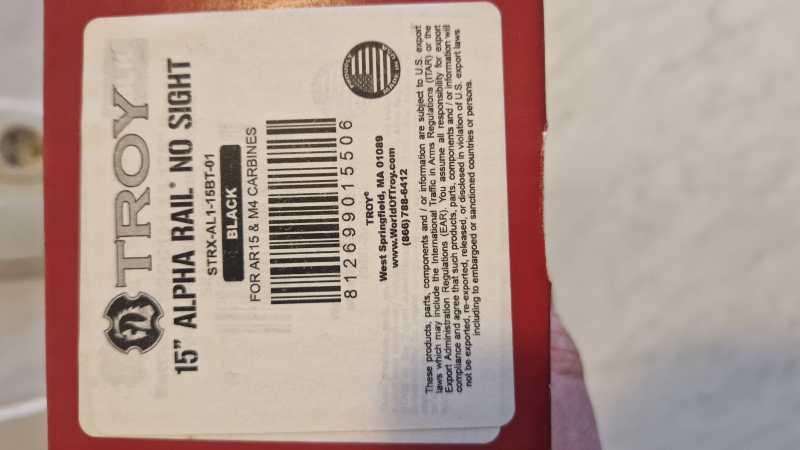 TROY
15" ALPHA RAIL® NO SIGHT
STRX-AL1-15BT-01
BLACK
FOR AR15 & M4 CARBINES
812699015506
TROY®
West Springfield, MA 01089
www.WorldOfTroy.com
(866) 788-6412
These products, parts, components and / or information are subject to U.S. export
laws which may include the International Traffic in Arms Regulations (ITAR) or the
Export Administration Regulations (EAR). You assume all responsibility for export
compliance and agree that such products, parts, components and / or information will
not be exported, re-exported, released, or disclosed in violation of U.S. export laws
including to embargoed or sanctioned countries or persons.